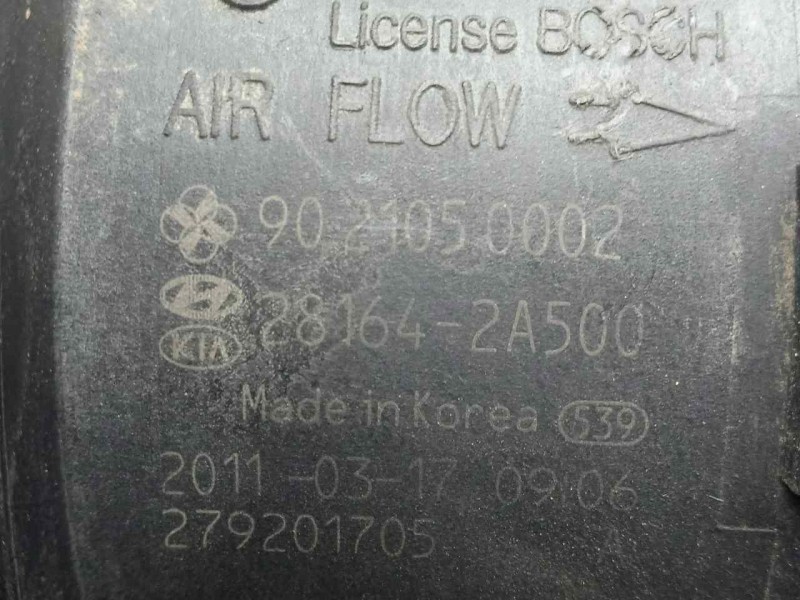 License BOSCH
AIR FLOW
90.2105.0002
28164-2A500
KIA
Made in Korea 539
2011-03-17 09:06
279201705 A